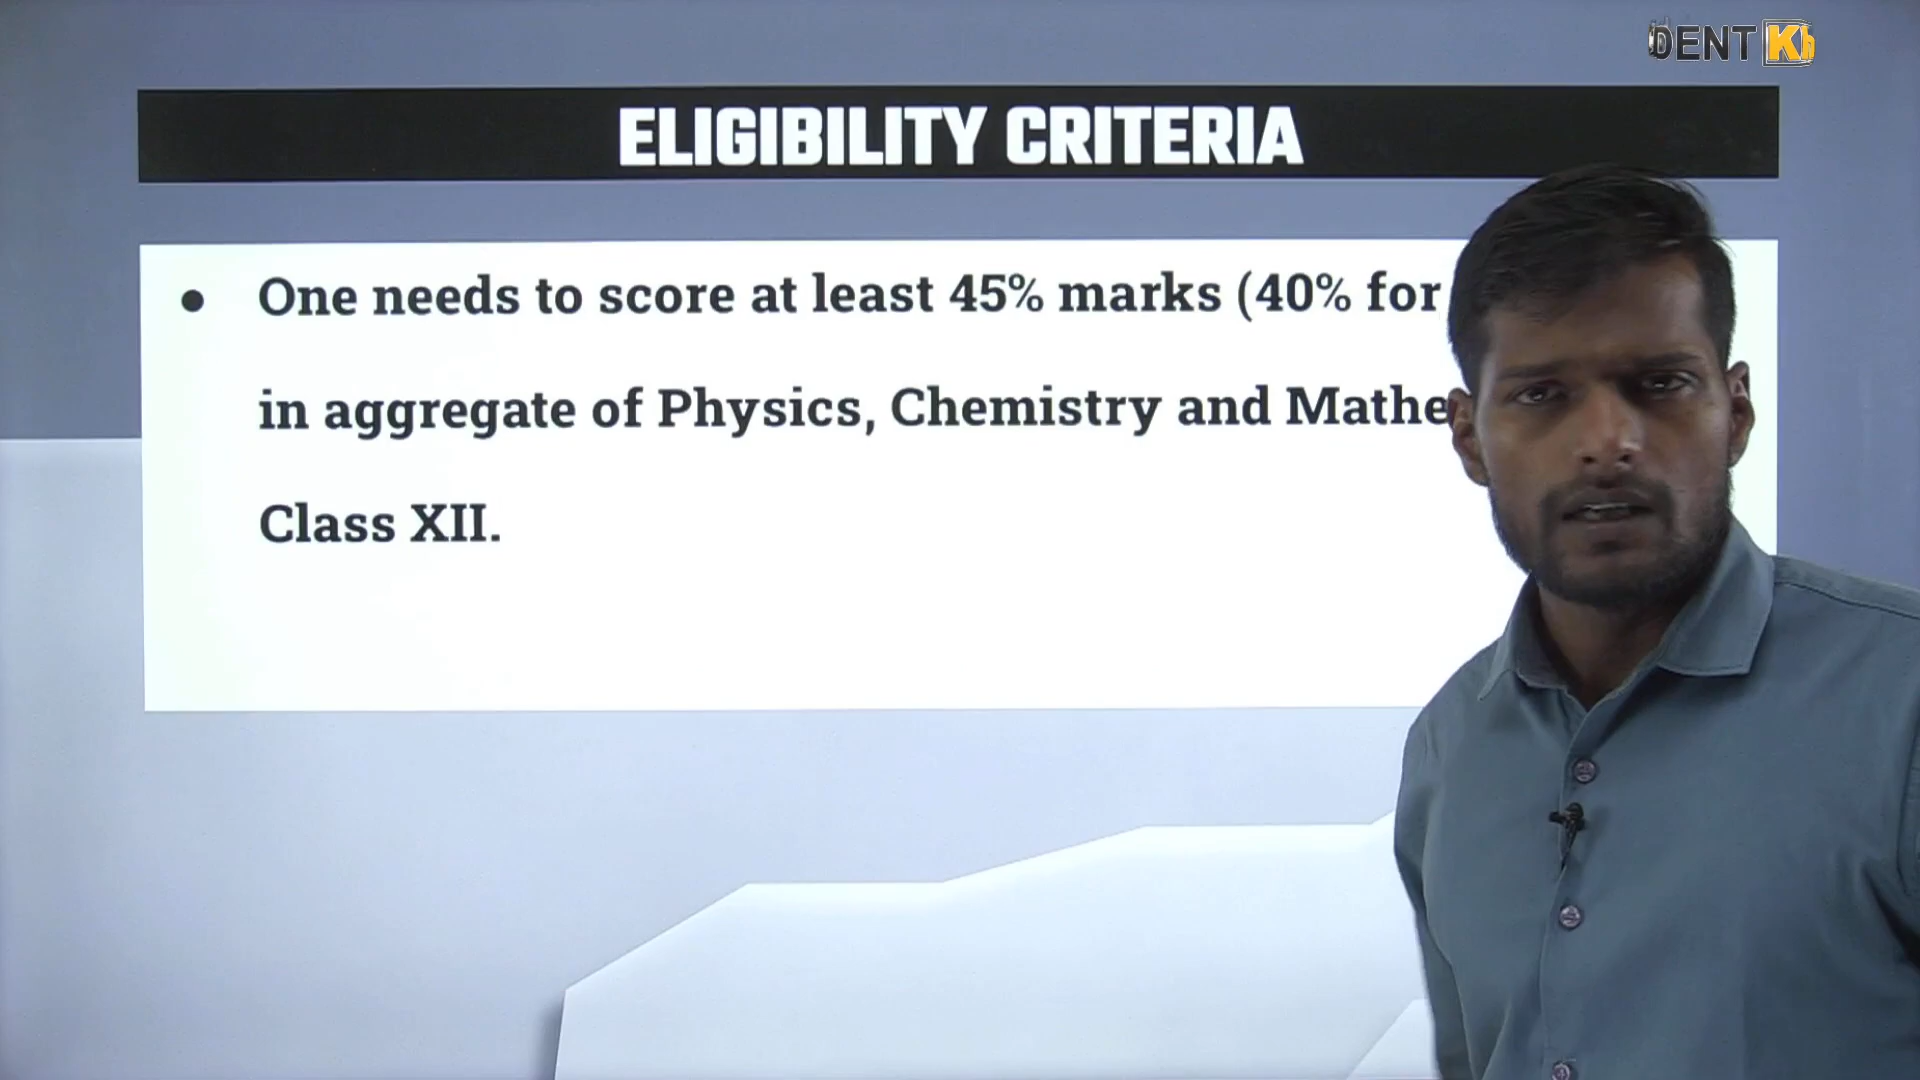 DENT
ELIGIBILITY CRITERIA
• One needs to score at least 45% marks (40% for
in aggregate of Physics, Chemistry and Mathe
Class XII.